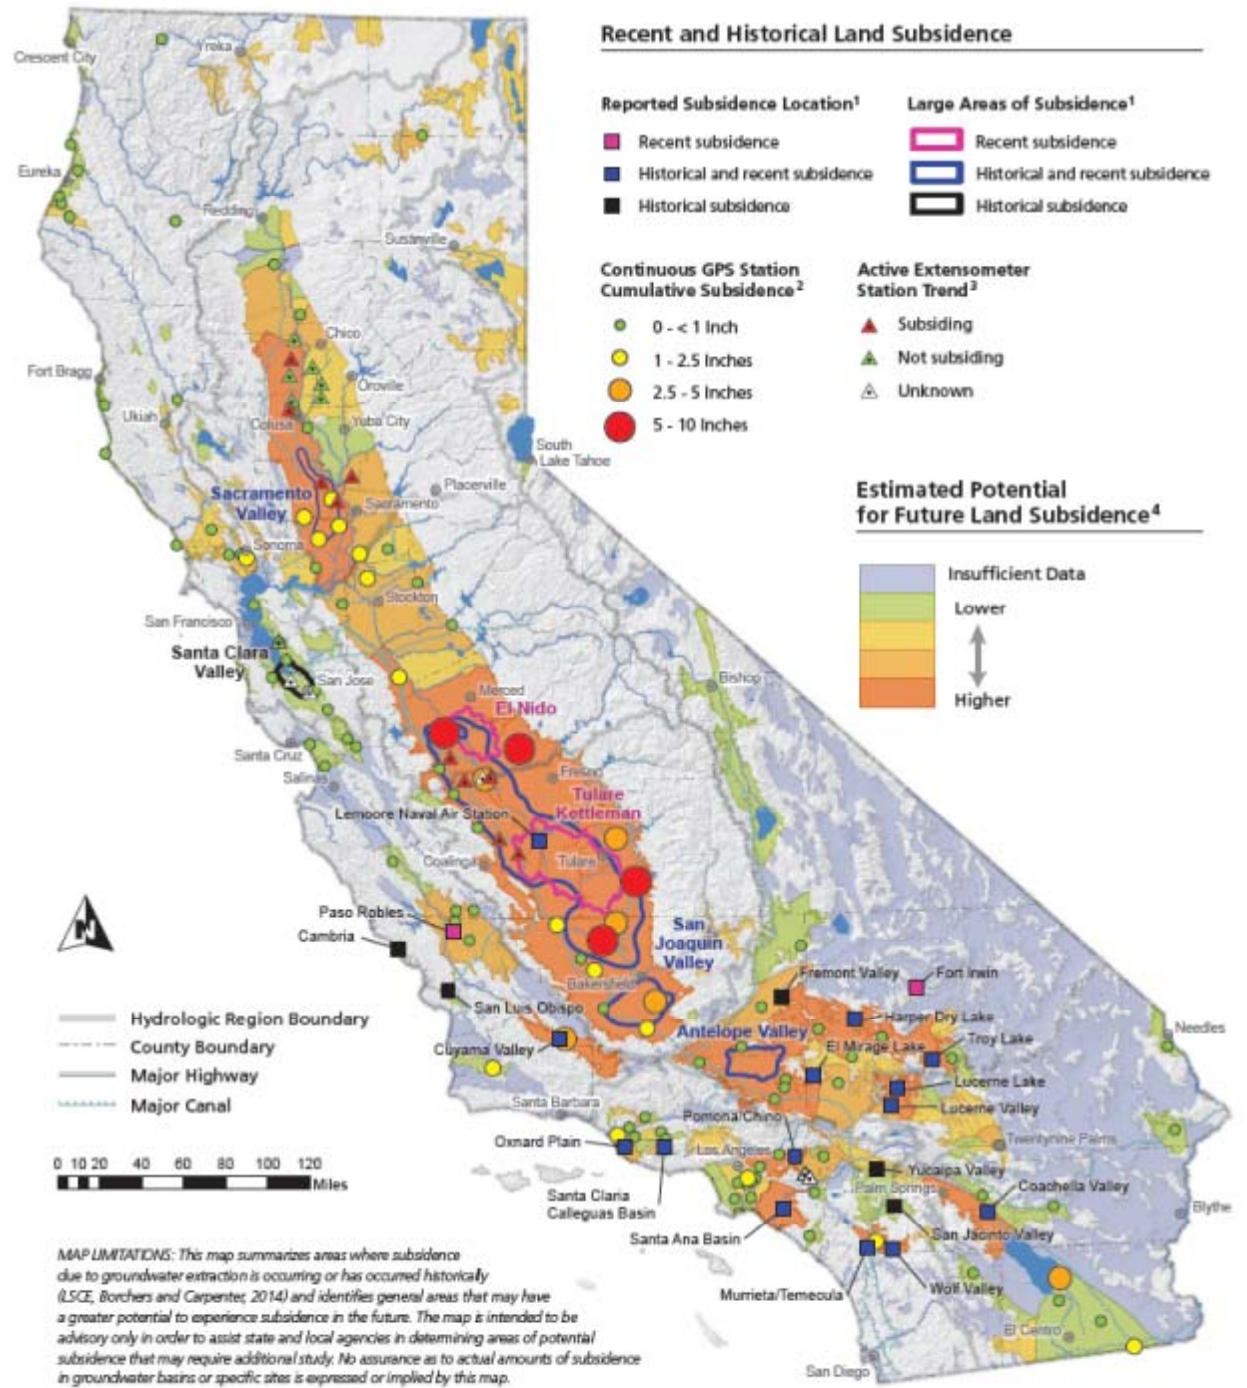 Recent and Historical Land Subsidence
Reported Subsidence Location¹
Recent subsidence
Historical and recent subsidence
Historical subsidence
Large Areas of Subsidence¹
Recent subsidence
Historical and recent subsidence
Historical subsidence
Continuous GPS Station
Cumulative Subsidence²
0 - < 1 Inch
1 - 2.5 Inches
2.5 - 5 Inches
5 - 10 Inches
Active Extensometer
Station Trend³
Subsiding
Not subsiding
Unknown
Estimated Potential
for Future Land Subsidence⁴
Insufficient Data
Lower
Higher
Crescent City
Yreka
Eureka
Redding
Susanville
Chico
Fort Bragg
Oroville
Ukiah
Colusa
Yuba City
South
Lake Tahoe
Placerville
Sacramento
Valley
Sacramento
Sonoma
Stockton
San Francisco
Santa Clara
Valley
San Jose
Bishop
Merced
El Nido
Santa Cruz
Salinas
Fresno
Tulare
Kettleman
Lemoore Naval Air Station
Coalinga
Tulare
Paso Robles
Cambria
San
Joaquin
Valley
Bakersfield
San Luis Obispo
Fremont Valley
Fort Irwin
Harper Dry Lake
Antelope Valley
El Mirage Lake
Troy Lake
Needles
Cuyama Valley
Lucerne Lake
Lucerne Valley
Santa Barbara
Pomona/Chino
Oxnard Plain
Los Angeles
Twentynine Palms
Yucaipa Valley
Palm Springs
Coachella Valley
Santa Claria
Calleguas Basin
Blythe
Santa Ana Basin
San Jacinto Valley
Murrieta/Temecula
Wolf Valley
El Centro
San Diego
N
Hydrologic Region Boundary
County Boundary
Major Highway
Major Canal
0 10 20 40 60 80 100 120
Miles
MAP LIMITATIONS: This map summarizes areas where subsidence
due to groundwater extraction is occurring or has occurred historically
(LSCE, Borchers and Carpenter, 2014) and identifies general areas that may have
a greater potential to experience subsidence in the future. The map is intended to be
advisory only in order to assist state and local agencies in determining areas of potential
subsidence that may require additional study. No assurance as to actual amounts of subsidence
in groundwater basins or specific sites is expressed or implied by this map.